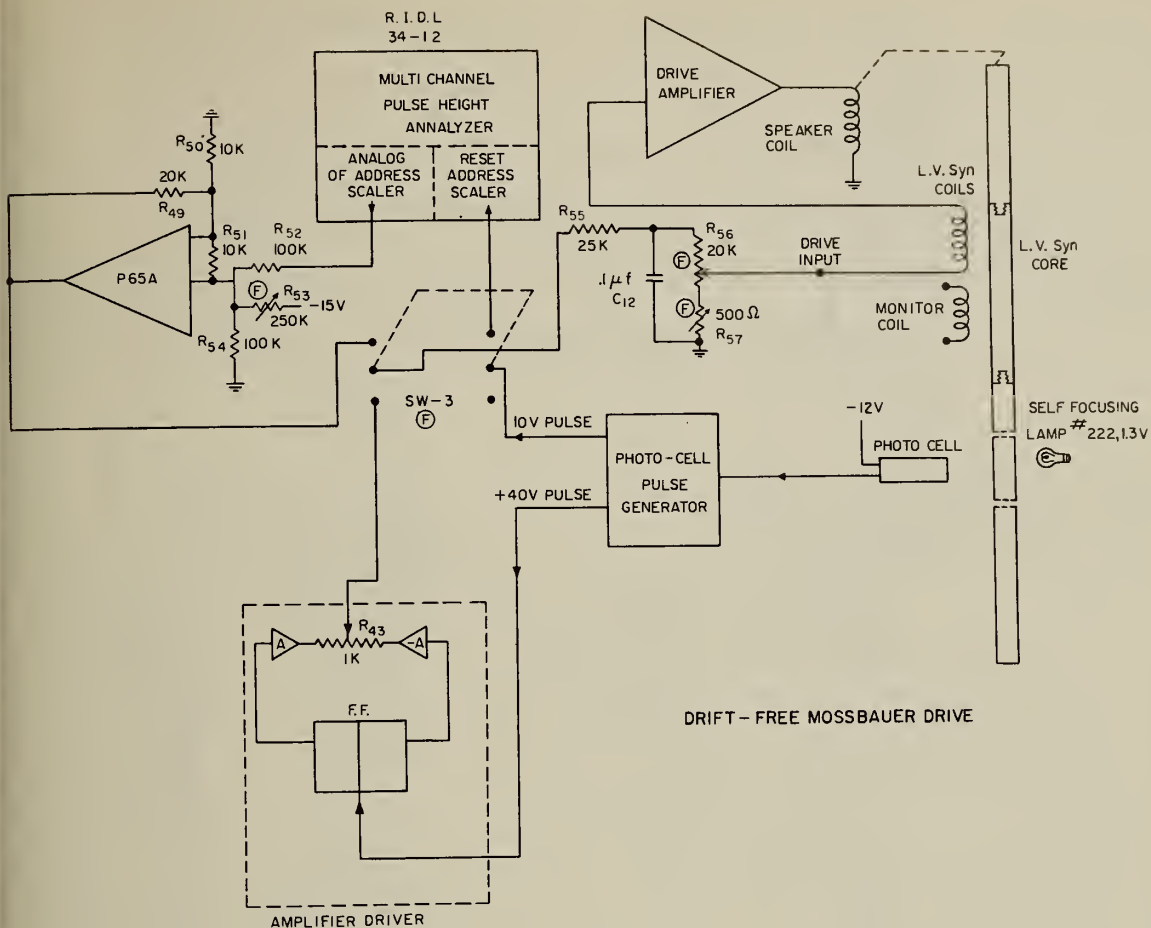 R. I. D. L
34-12
MULTI CHANNEL
PULSE HEIGHT
ANNALYZER
ANALOG
OF ADDRESS
SCALER
RESET
ADDRESS
SCALER
DRIVE
AMPLIFIER
SPEAKER
COIL
L.V. Syn
COILS
L.V. Syn
CORE
R50
10K
20K
R49
R51
10K
R52
100K
P65A
F
R53
-15V
250K
R54
100K
R55
25K
R56
20K
F
.1µf
C12
F
500Ω
R57
DRIVE
INPUT
MONITOR
COIL
SW-3
F
10V PULSE
+40V PULSE
PHOTO-CELL
PULSE
GENERATOR
-12V
PHOTO CELL
SELF FOCUSING
LAMP #222,1.3V
A
R43
-A
1K
F.F.
AMPLIFIER DRIVER
DRIFT-FREE MOSSBAUER DRIVE